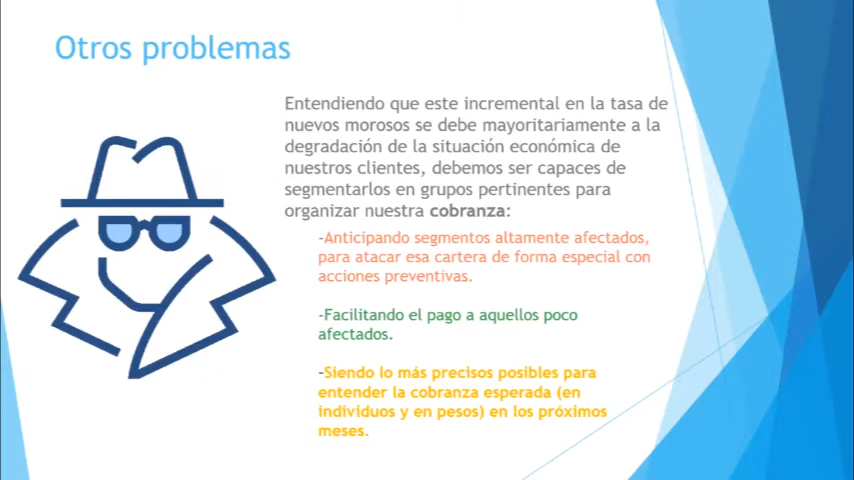 Otros problemas
Entendiendo que este incremental en la tasa de
nuevos morosos se debe mayoritariamente a la
degradación de la situación económica de
nuestros clientes, debemos ser capaces de
segmentarlos en grupos pertinentes para
organizar nuestra cobranza:
-Anticipando segmentos altamente afectados,
para atacar esa cartera de forma especial con
acciones preventivas.
-Facilitando el pago a aquellos poco
afectados.
-Siendo lo más precisos posibles para
entender la cobranza esperada (en
individuos y en pesos) en los próximos
meses.